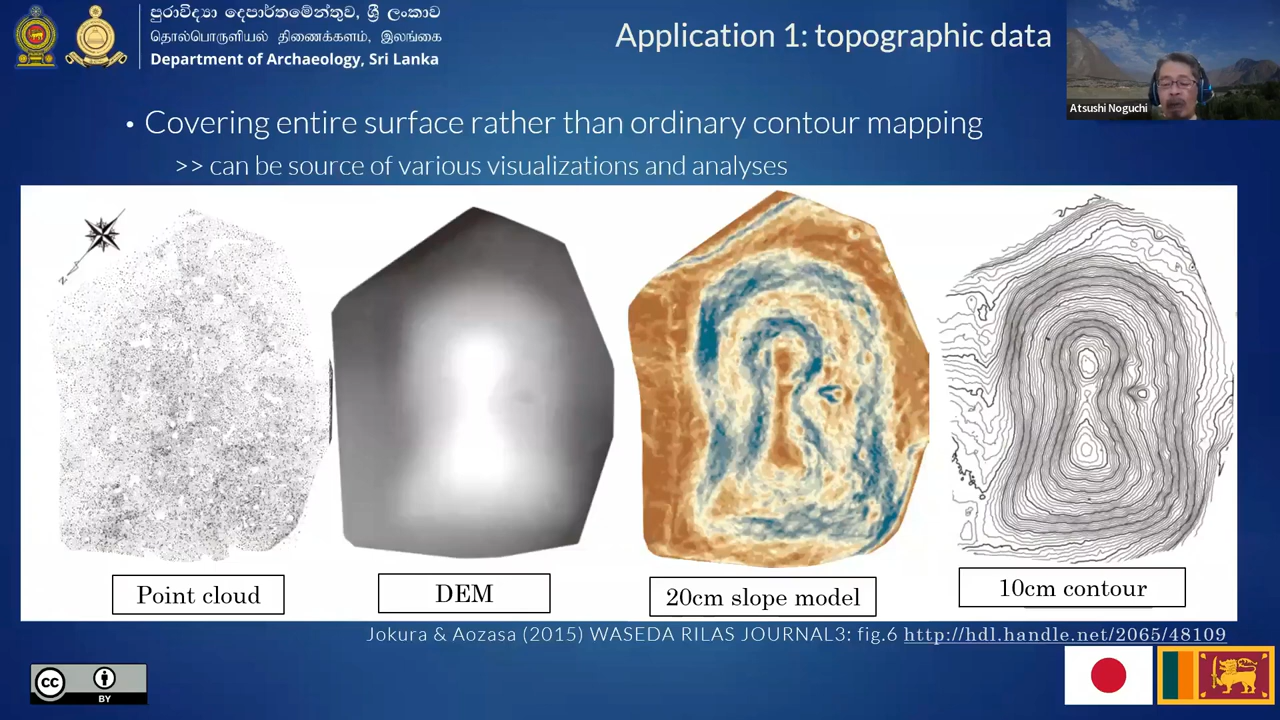 පුරාවිද්‍යා දෙපාර්තමේන්තුව, ශ්‍රී ලංකාව
தொல்பொருளியல் திணைக்களம், இலங்கை
Department of Archaeology, Sri Lanka
Application 1: topographic data
Atsushi Noguchi
• Covering entire surface rather than ordinary contour mapping
>> can be source of various visualizations and analyses
N
Point cloud
DEM
20cm slope model
10cm contour
Jokura & Aozasa (2015) WASEDA RILAS JOURNAL3: fig.6 http://hdl.handle.net/2065/48109
cc
BY